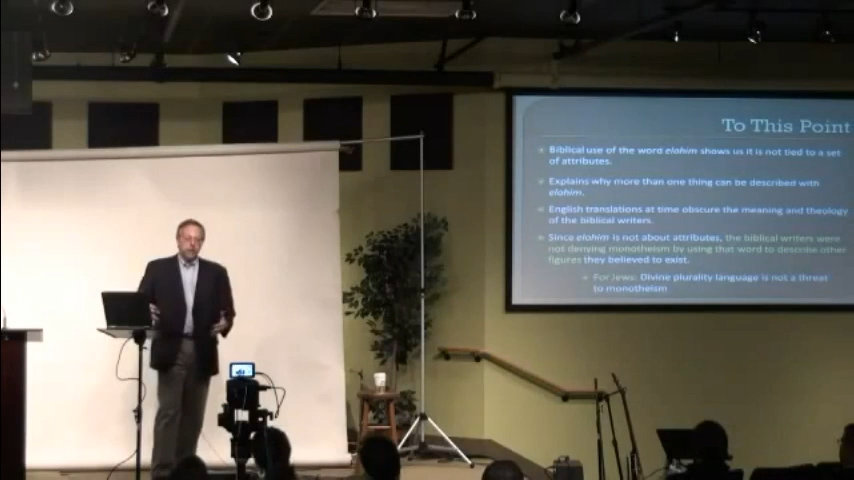 To This Point
Biblical use of the word elohim shows us it is not tied to a set
of attributes.
Explains why more than one thing can be described with
elohim.
English translations at time obscure the meaning and theology
of the biblical writers.
Since elohim is not about attributes, the biblical writers were
not denying monotheism by using that word to describe other
figures they believed to exist.
For Jews: Divine plurality language is not a threat
to monotheism